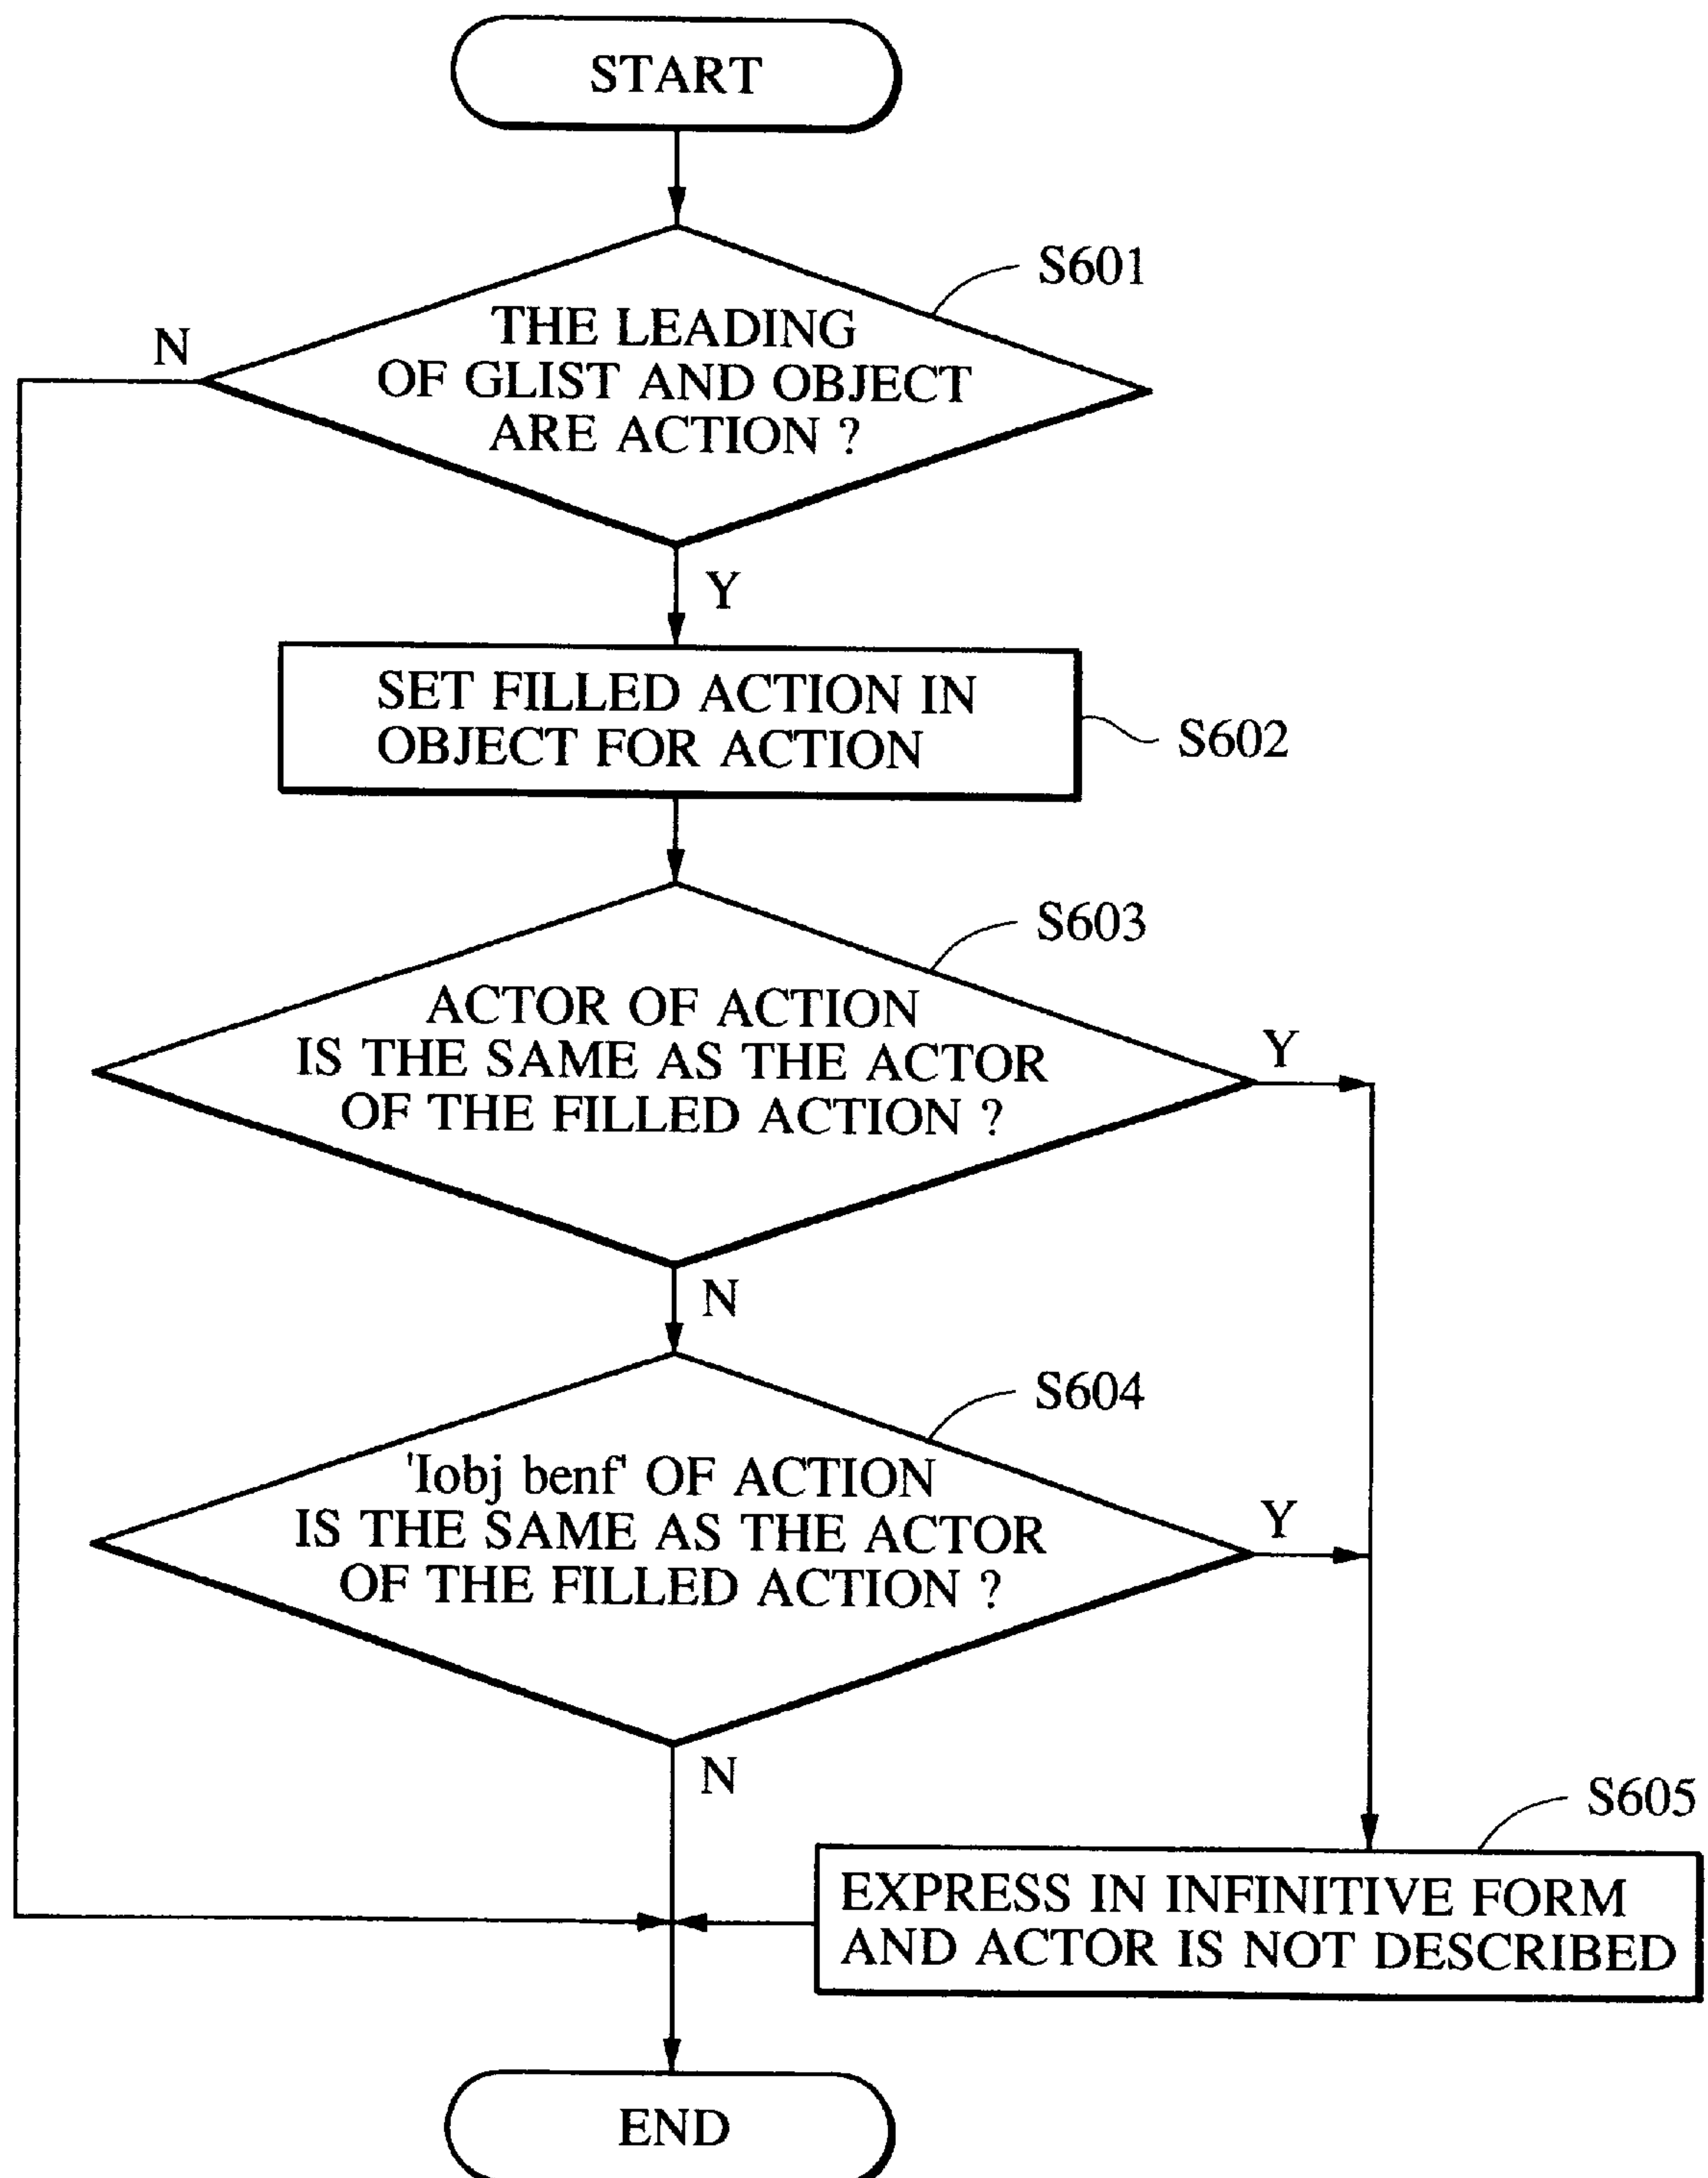 START
S601
THE LEADING
OF GLIST AND OBJECT
ARE ACTION ?
N
Y
SET FILLED ACTION IN
OBJECT FOR ACTION
S602
S603
ACTOR OF ACTION
IS THE SAME AS THE ACTOR
OF THE FILLED ACTION ?
Y
N
S604
'Iobj benf' OF ACTION
IS THE SAME AS THE ACTOR
OF THE FILLED ACTION ?
Y
N
S605
EXPRESS IN INFINITIVE FORM
AND ACTOR IS NOT DESCRIBED
END